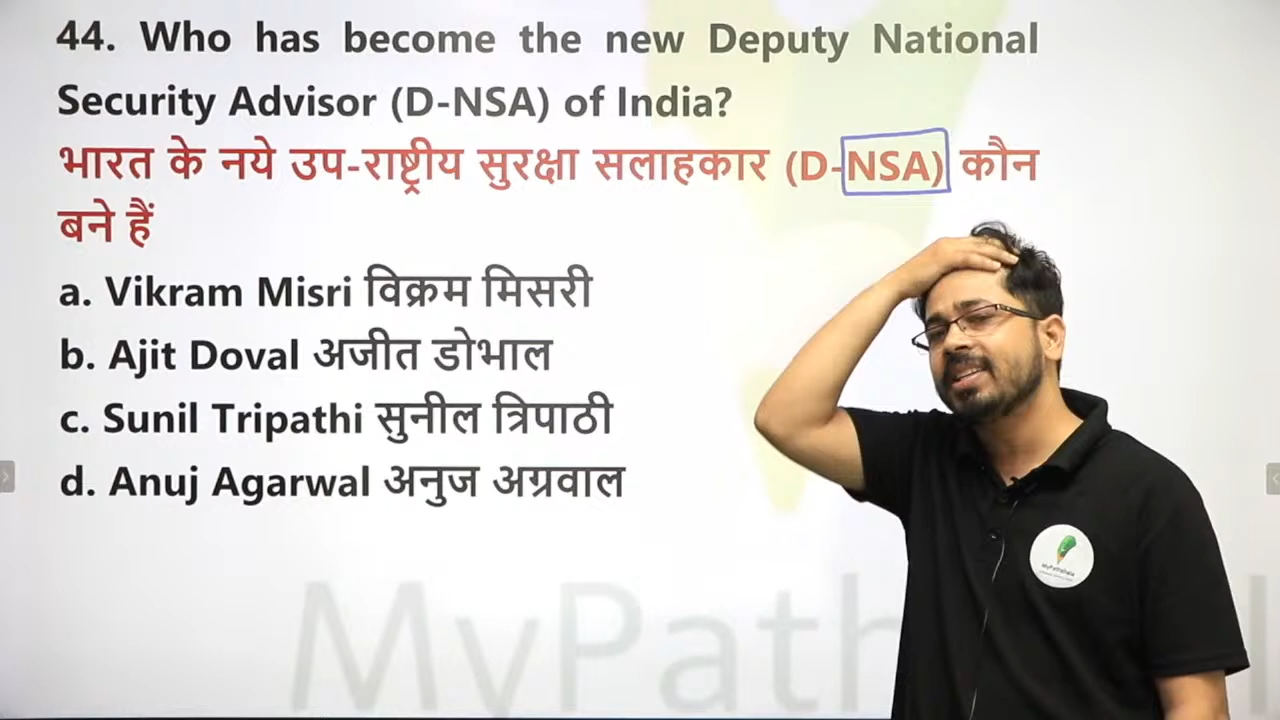 44. Who has become the new Deputy National
Security Advisor (D-NSA) of India?
भारत के नये उप-राष्ट्रीय सुरक्षा सलाहकार (D-NSA) कौन
बने हैं
a. Vikram Misri विक्रम मिसरी
b. Ajit Doval अजीत डोभाल
c. Sunil Tripathi सुनील त्रिपाठी
d. Anuj Agarwal अनुज अग्रवाल
MyPathshala